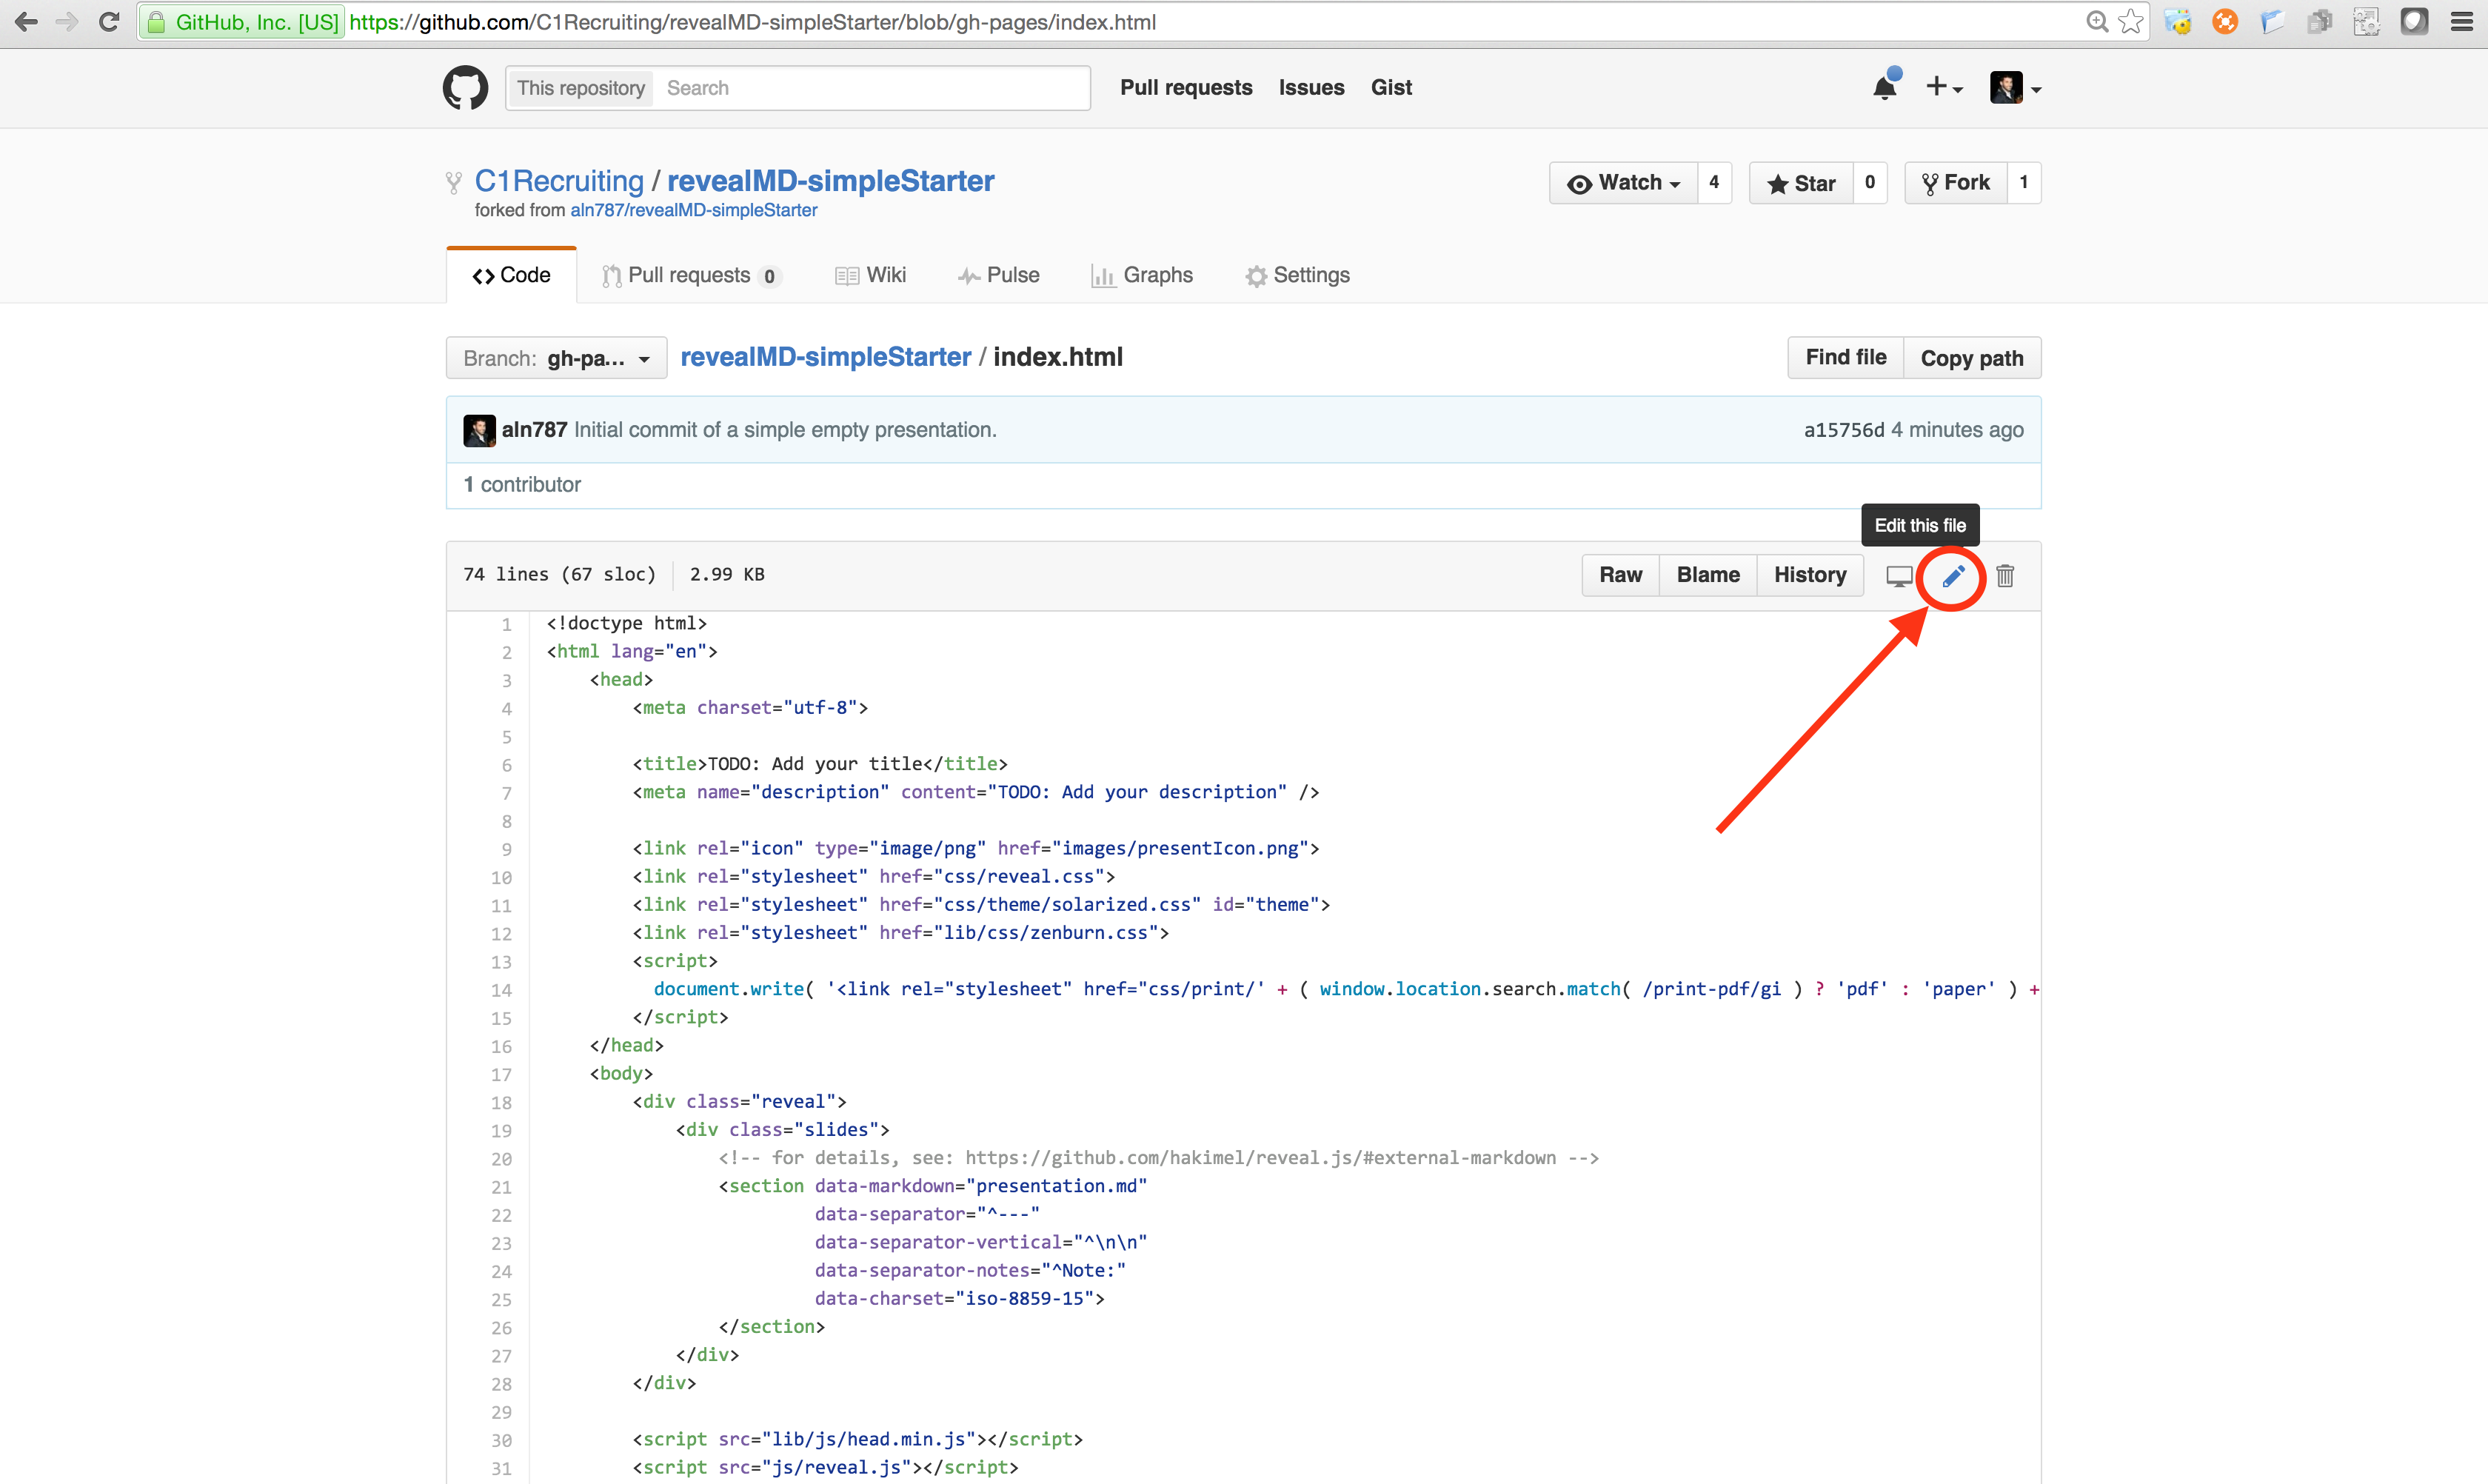 GitHub, Inc. [US] https://github.com/C1Recruiting/revealMD-simpleStarter/blob/gh-pages/index.html
This repository Search Pull requests Issues Gist
C1Recruiting / revealMD-simpleStarter Watch 4 Star 0 Fork 1
forked from aln787/revealMD-simpleStarter
Code Pull requests 0 Wiki Pulse Graphs Settings
Branch: gh-pa... revealMD-simpleStarter / index.html Find file Copy path
aln787 Initial commit of a simple empty presentation. a15756d 4 minutes ago
1 contributor
Edit this file
74 lines (67 sloc) 2.99 KB Raw Blame History
1 <!doctype html>
2 <html lang="en">
3 <head>
4 <meta charset="utf-8">
5
6 <title>TODO: Add your title</title>
7 <meta name="description" content="TODO: Add your description" />
8
9 <link rel="icon" type="image/png" href="images/presentIcon.png">
10 <link rel="stylesheet" href="css/reveal.css">
11 <link rel="stylesheet" href="css/theme/solarized.css" id="theme">
12 <link rel="stylesheet" href="lib/css/zenburn.css">
13 <script>
14 document.write( '<link rel="stylesheet" href="css/print/' + ( window.location.search.match( /print-pdf/gi ) ? 'pdf' : 'paper' ) +
15 </script>
16 </head>
17 <body>
18 <div class="reveal">
19 <div class="slides">
20 <!-- for details, see: https://github.com/hakimel/reveal.js/#external-markdown -->
21 <section data-markdown="presentation.md"
22 data-separator="^---"
23 data-separator-vertical="^\n\n"
24 data-separator-notes="^Note:"
25 data-charset="iso-8859-15">
26 </section>
27 </div>
28 </div>
29
30 <script src="lib/js/head.min.js"></script>
31 <script src="js/reveal.js"></script>